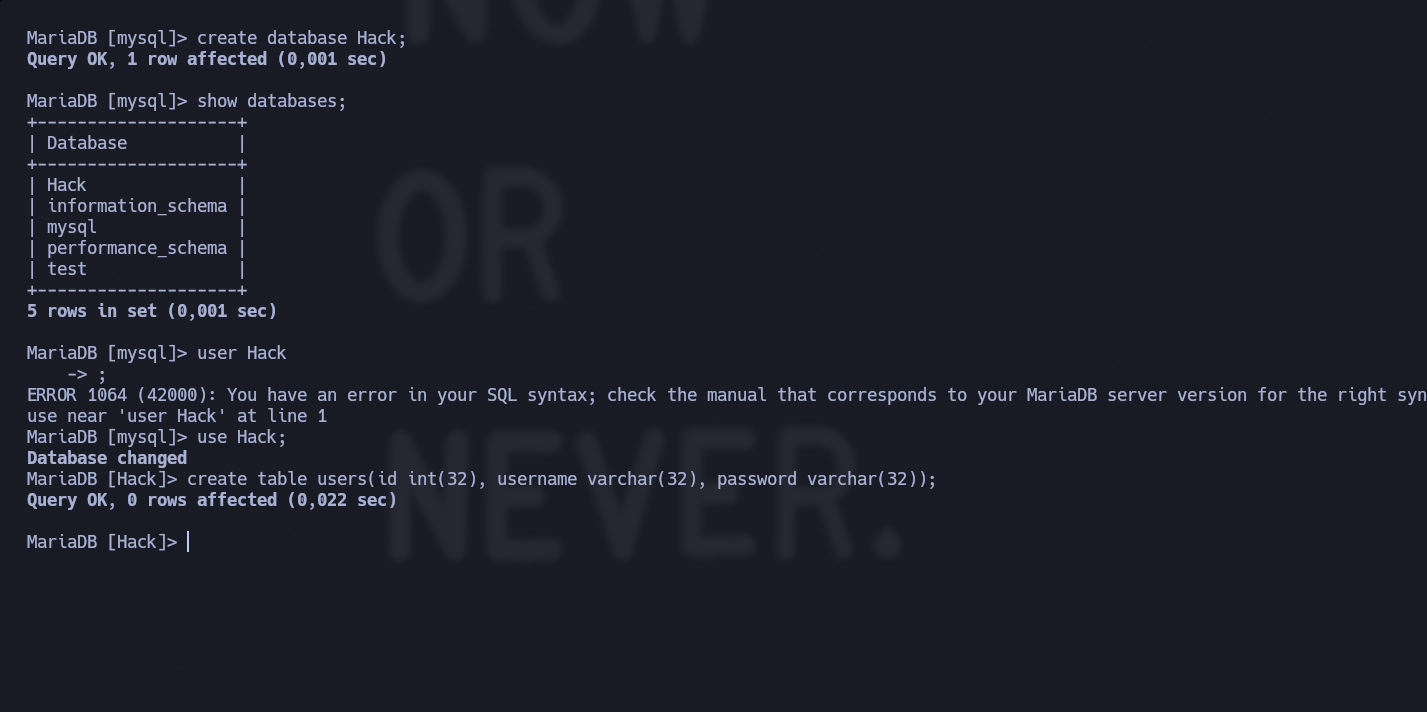 NOW
MariaDB [mysql]> create database Hack;
Query OK, 1 row affected (0,001 sec)
MariaDB [mysql]> show databases;
+--------------------+
| Database           |
+--------------------+
| Hack               |
| information_schema |
| mysql              |
| performance_schema |
| test               |
+--------------------+
5 rows in set (0,001 sec)
OR
MariaDB [mysql]> user Hack
    -> ;
ERROR 1064 (42000): You have an error in your SQL syntax; check the manual that corresponds to your MariaDB server version for the right syn
use near 'user Hack' at line 1
MariaDB [mysql]> use Hack;
Database changed
MariaDB [Hack]> create table users(id int(32), username varchar(32), password varchar(32));
Query OK, 0 rows affected (0,022 sec)
NEVER.
MariaDB [Hack]>